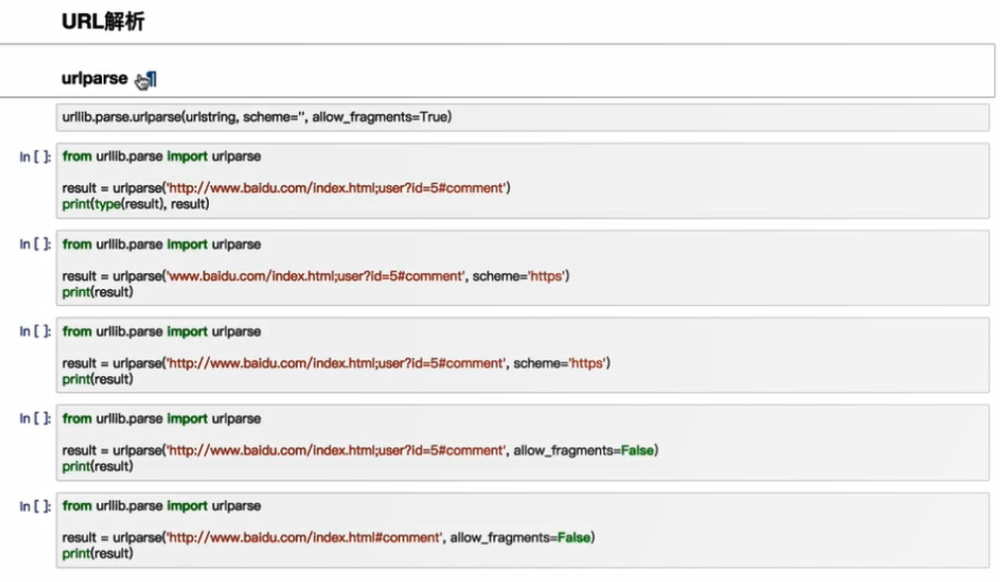 URL解析
urlparse ¶
urllib.parse.urlparse(urlstring, scheme='', allow_fragments=True)
In [ ]:
from urllib.parse import urlparse
result = urlparse('http://www.baidu.com/index.html;user?id=5#comment')
print(type(result), result)
In [ ]:
from urllib.parse import urlparse
result = urlparse('www.baidu.com/index.html;user?id=5#comment', scheme='https')
print(result)
In [ ]:
from urllib.parse import urlparse
result = urlparse('http://www.baidu.com/index.html;user?id=5#comment', scheme='https')
print(result)
In [ ]:
from urllib.parse import urlparse
result = urlparse('http://www.baidu.com/index.html;user?id=5#comment', allow_fragments=False)
print(result)
In [ ]:
from urllib.parse import urlparse
result = urlparse('http://www.baidu.com/index.html#comment', allow_fragments=False)
print(result)